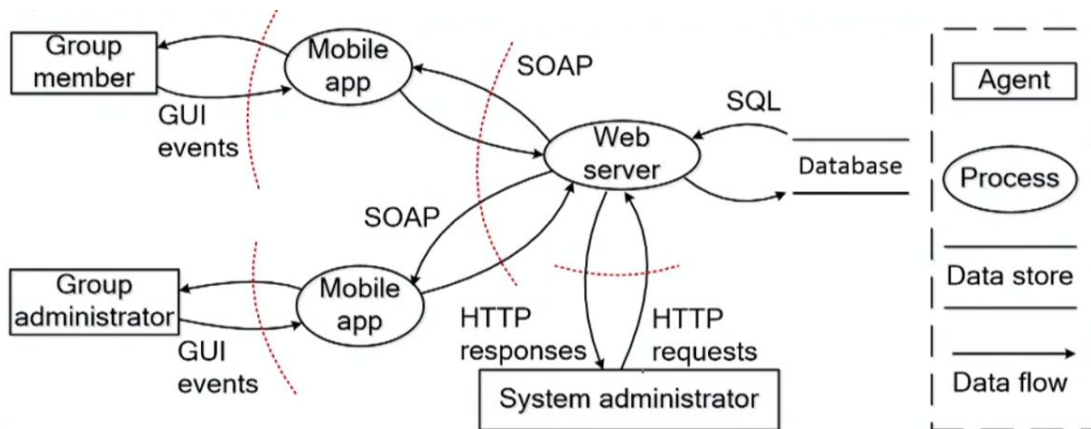 Group
member
GUI
events
Mobile
app
SOAP
Web
server
SQL
Database
SOAP
Group
administrator
GUI
events
Mobile
app
HTTP
responses
HTTP
requests
System administrator
Agent
Process
Data store
Data flow